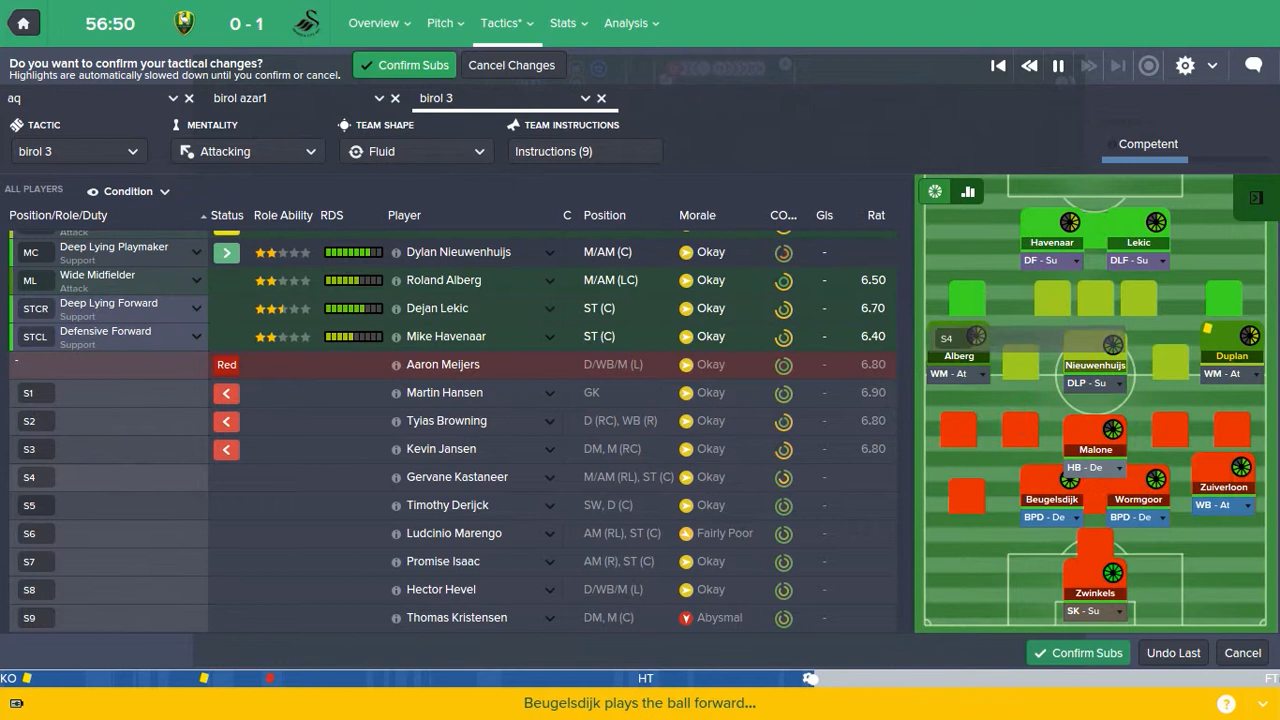 56:50 0 - 1 Overview Pitch Tactics* Stats Analysis
Do you want to confirm your tactical changes?
Highlights are automatically slowed down until you confirm or cancel.
Confirm Subs Cancel Changes
aq birol azar1 birol 3
TACTIC MENTALITY TEAM SHAPE TEAM INSTRUCTIONS
birol 3 Attacking Fluid Instructions (9)
Competent
ALL PLAYERS Condition
Position/Role/Duty Status Role Ability RDS Player C Position Morale CO... Gls Rat
Attack
MC Deep Lying Playmaker Support Dylan Nieuwenhuijs M/AM (C) Okay -
ML Wide Midfielder Attack Roland Alberg M/AM (LC) Okay - 6.50
STCR Deep Lying Forward Support Dejan Lekic ST (C) Okay - 6.70
STCL Defensive Forward Support Mike Havenaar ST (C) Okay - 6.40
- Red Aaron Meijers D/WB/M (L) Okay - 6.80
S1 Martin Hansen GK Okay - 6.90
S2 Tyias Browning D (RC), WB (R) Okay - 6.80
S3 Kevin Jansen DM, M (RC) Okay - 6.80
S4 Gervane Kastaneer M/AM (RL), ST (C) Okay -
S5 Timothy Derijck SW, D (C) Okay -
S6 Ludcinio Marengo AM (RL), ST (C) Fairly Poor -
S7 Promise Isaac AM (R), ST (C) Okay -
S8 Hector Hevel D/WB/M (L) Okay -
S9 Thomas Kristensen DM, M (C) Abysmal -
Havenaar Lekic
DF - Su DLF - Su
S4
Alberg Nieuwenhuijs Duplan
WM - At DLP - Su WM - At
Malone
HB - De
Beugelsdijk Wormgoor Zuiverloon
BPD - De BPD - De WB - At
Zwinkels
SK - Su
Confirm Subs Undo Last Cancel
KO HT FT
Beugelsdijk plays the ball forward...
?